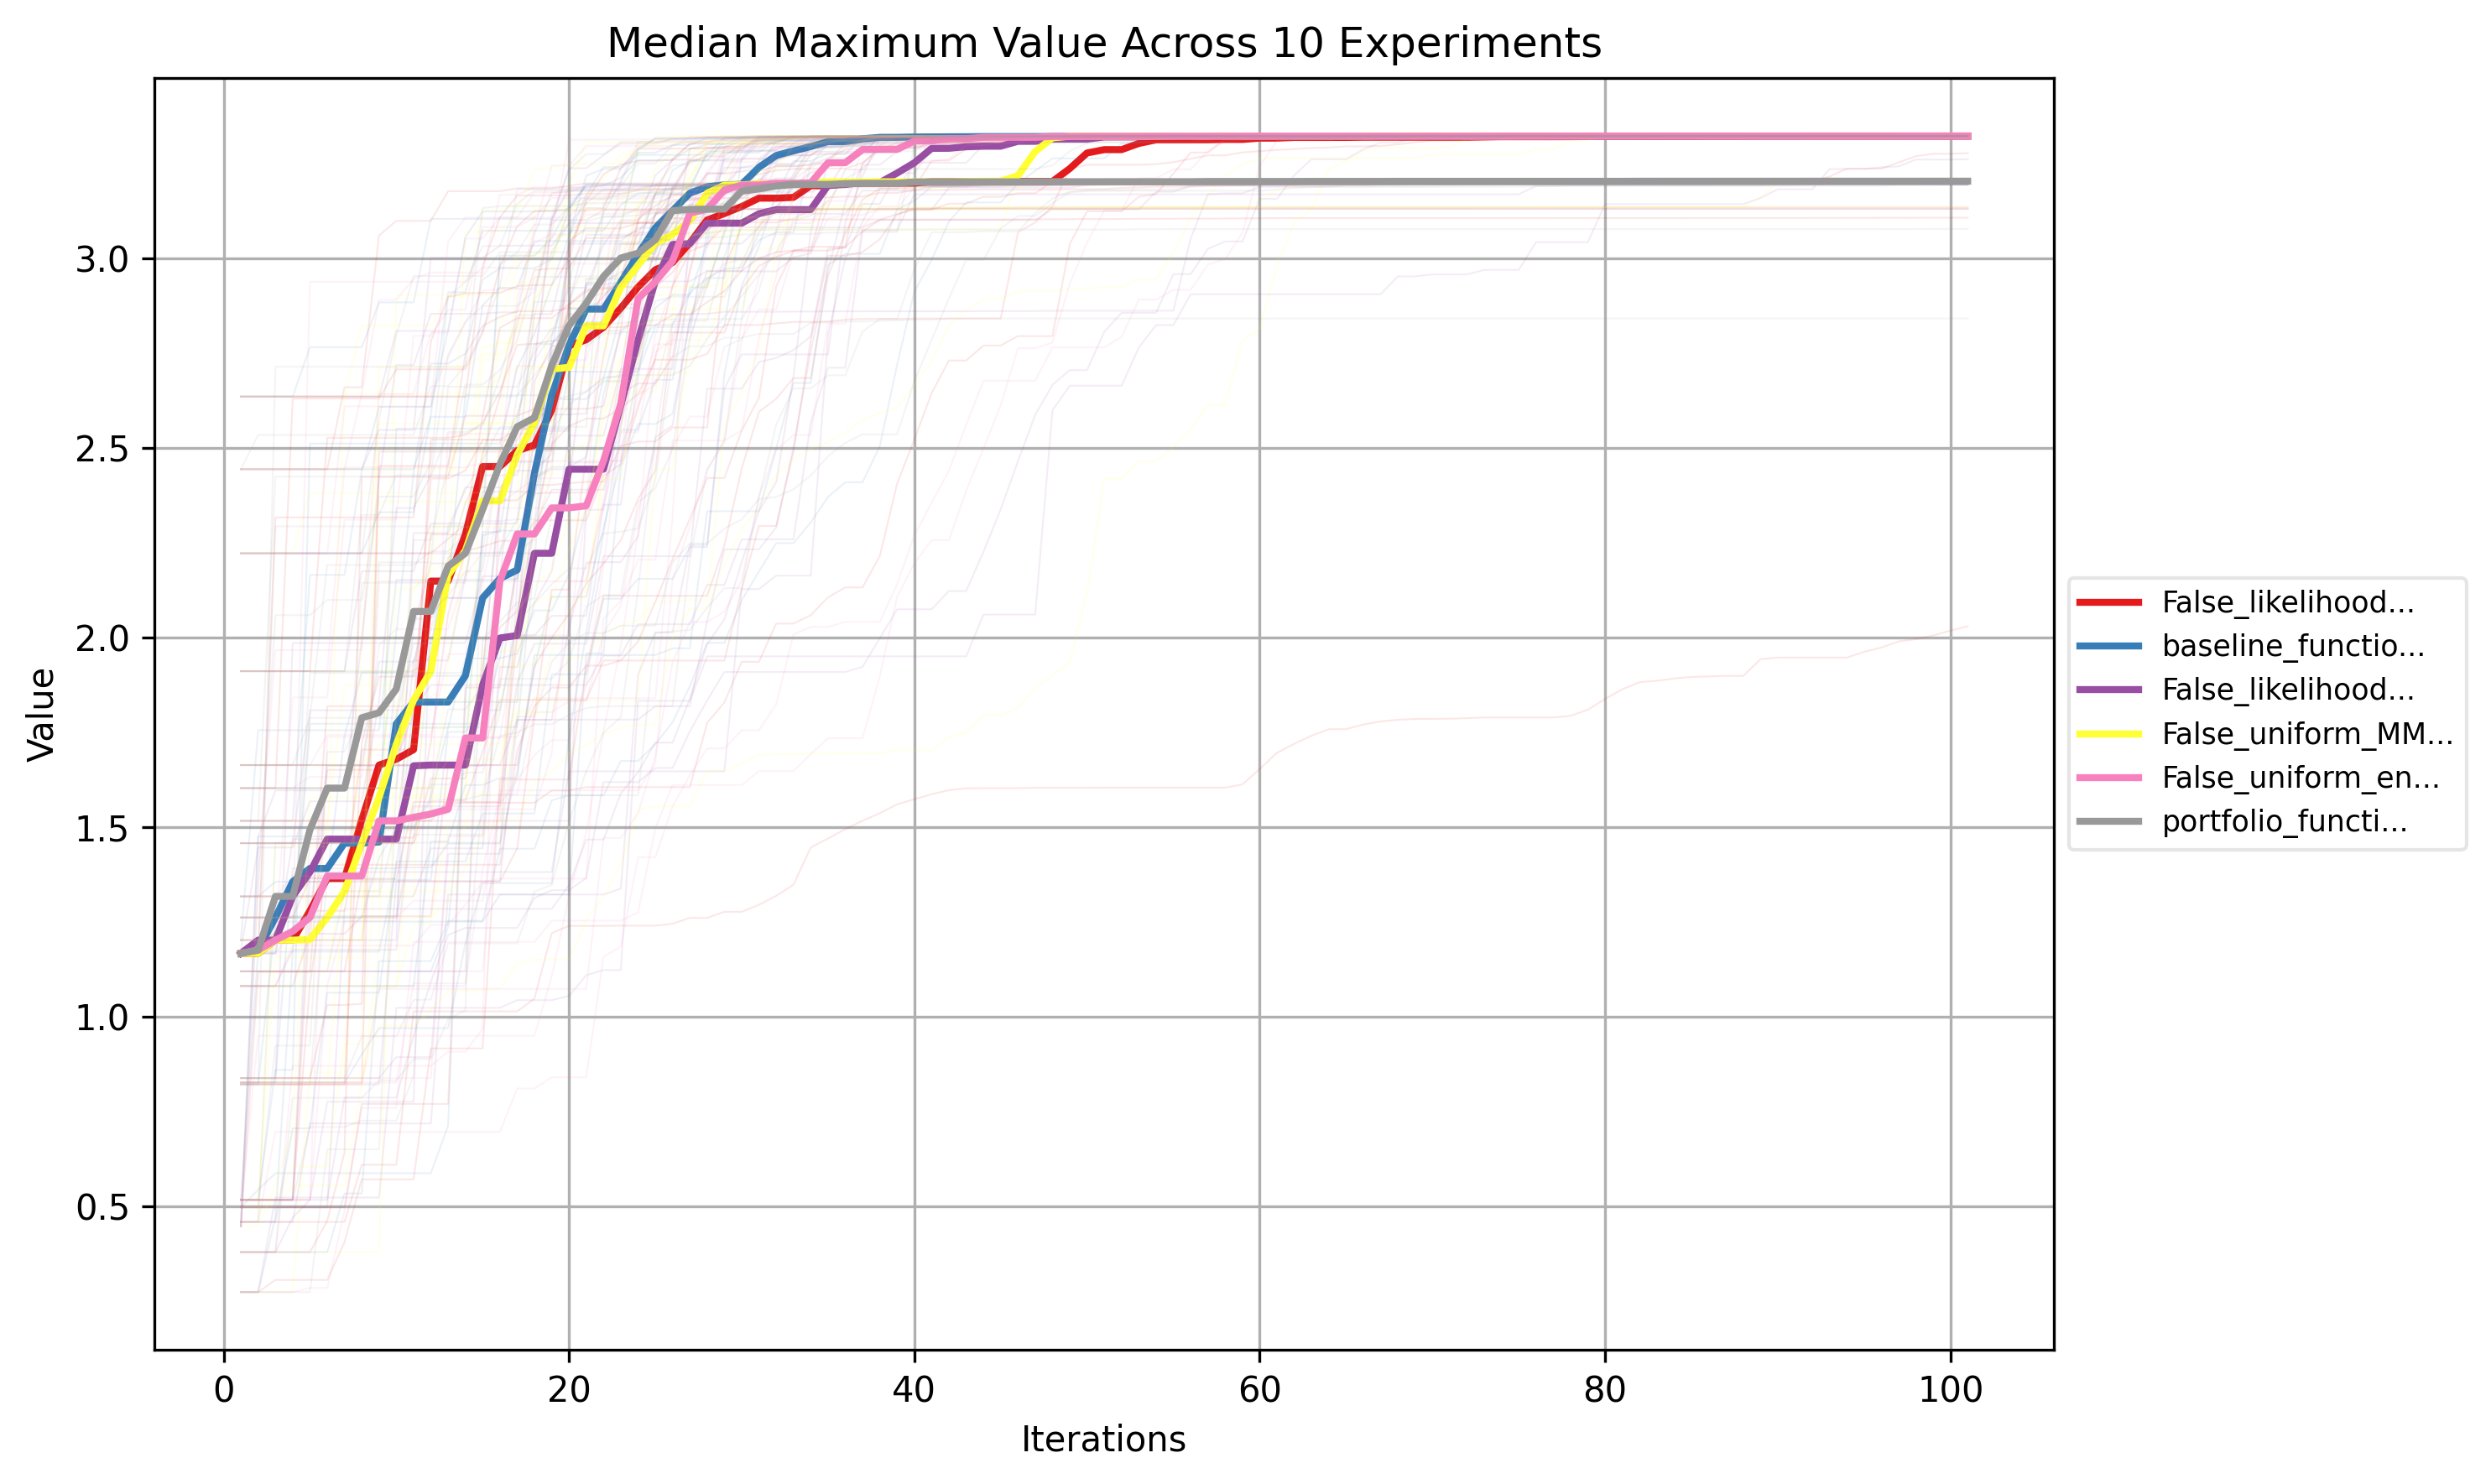 Median Maximum Value Across 10 Experiments
Value
3.0
2.5
2.0
1.5
1.0
0.5
0
20
40
60
80
100
Iterations
False_likelihood...
baseline_functio...
False_likelihood...
False_uniform_MM...
False_uniform_en...
portfolio_functi...